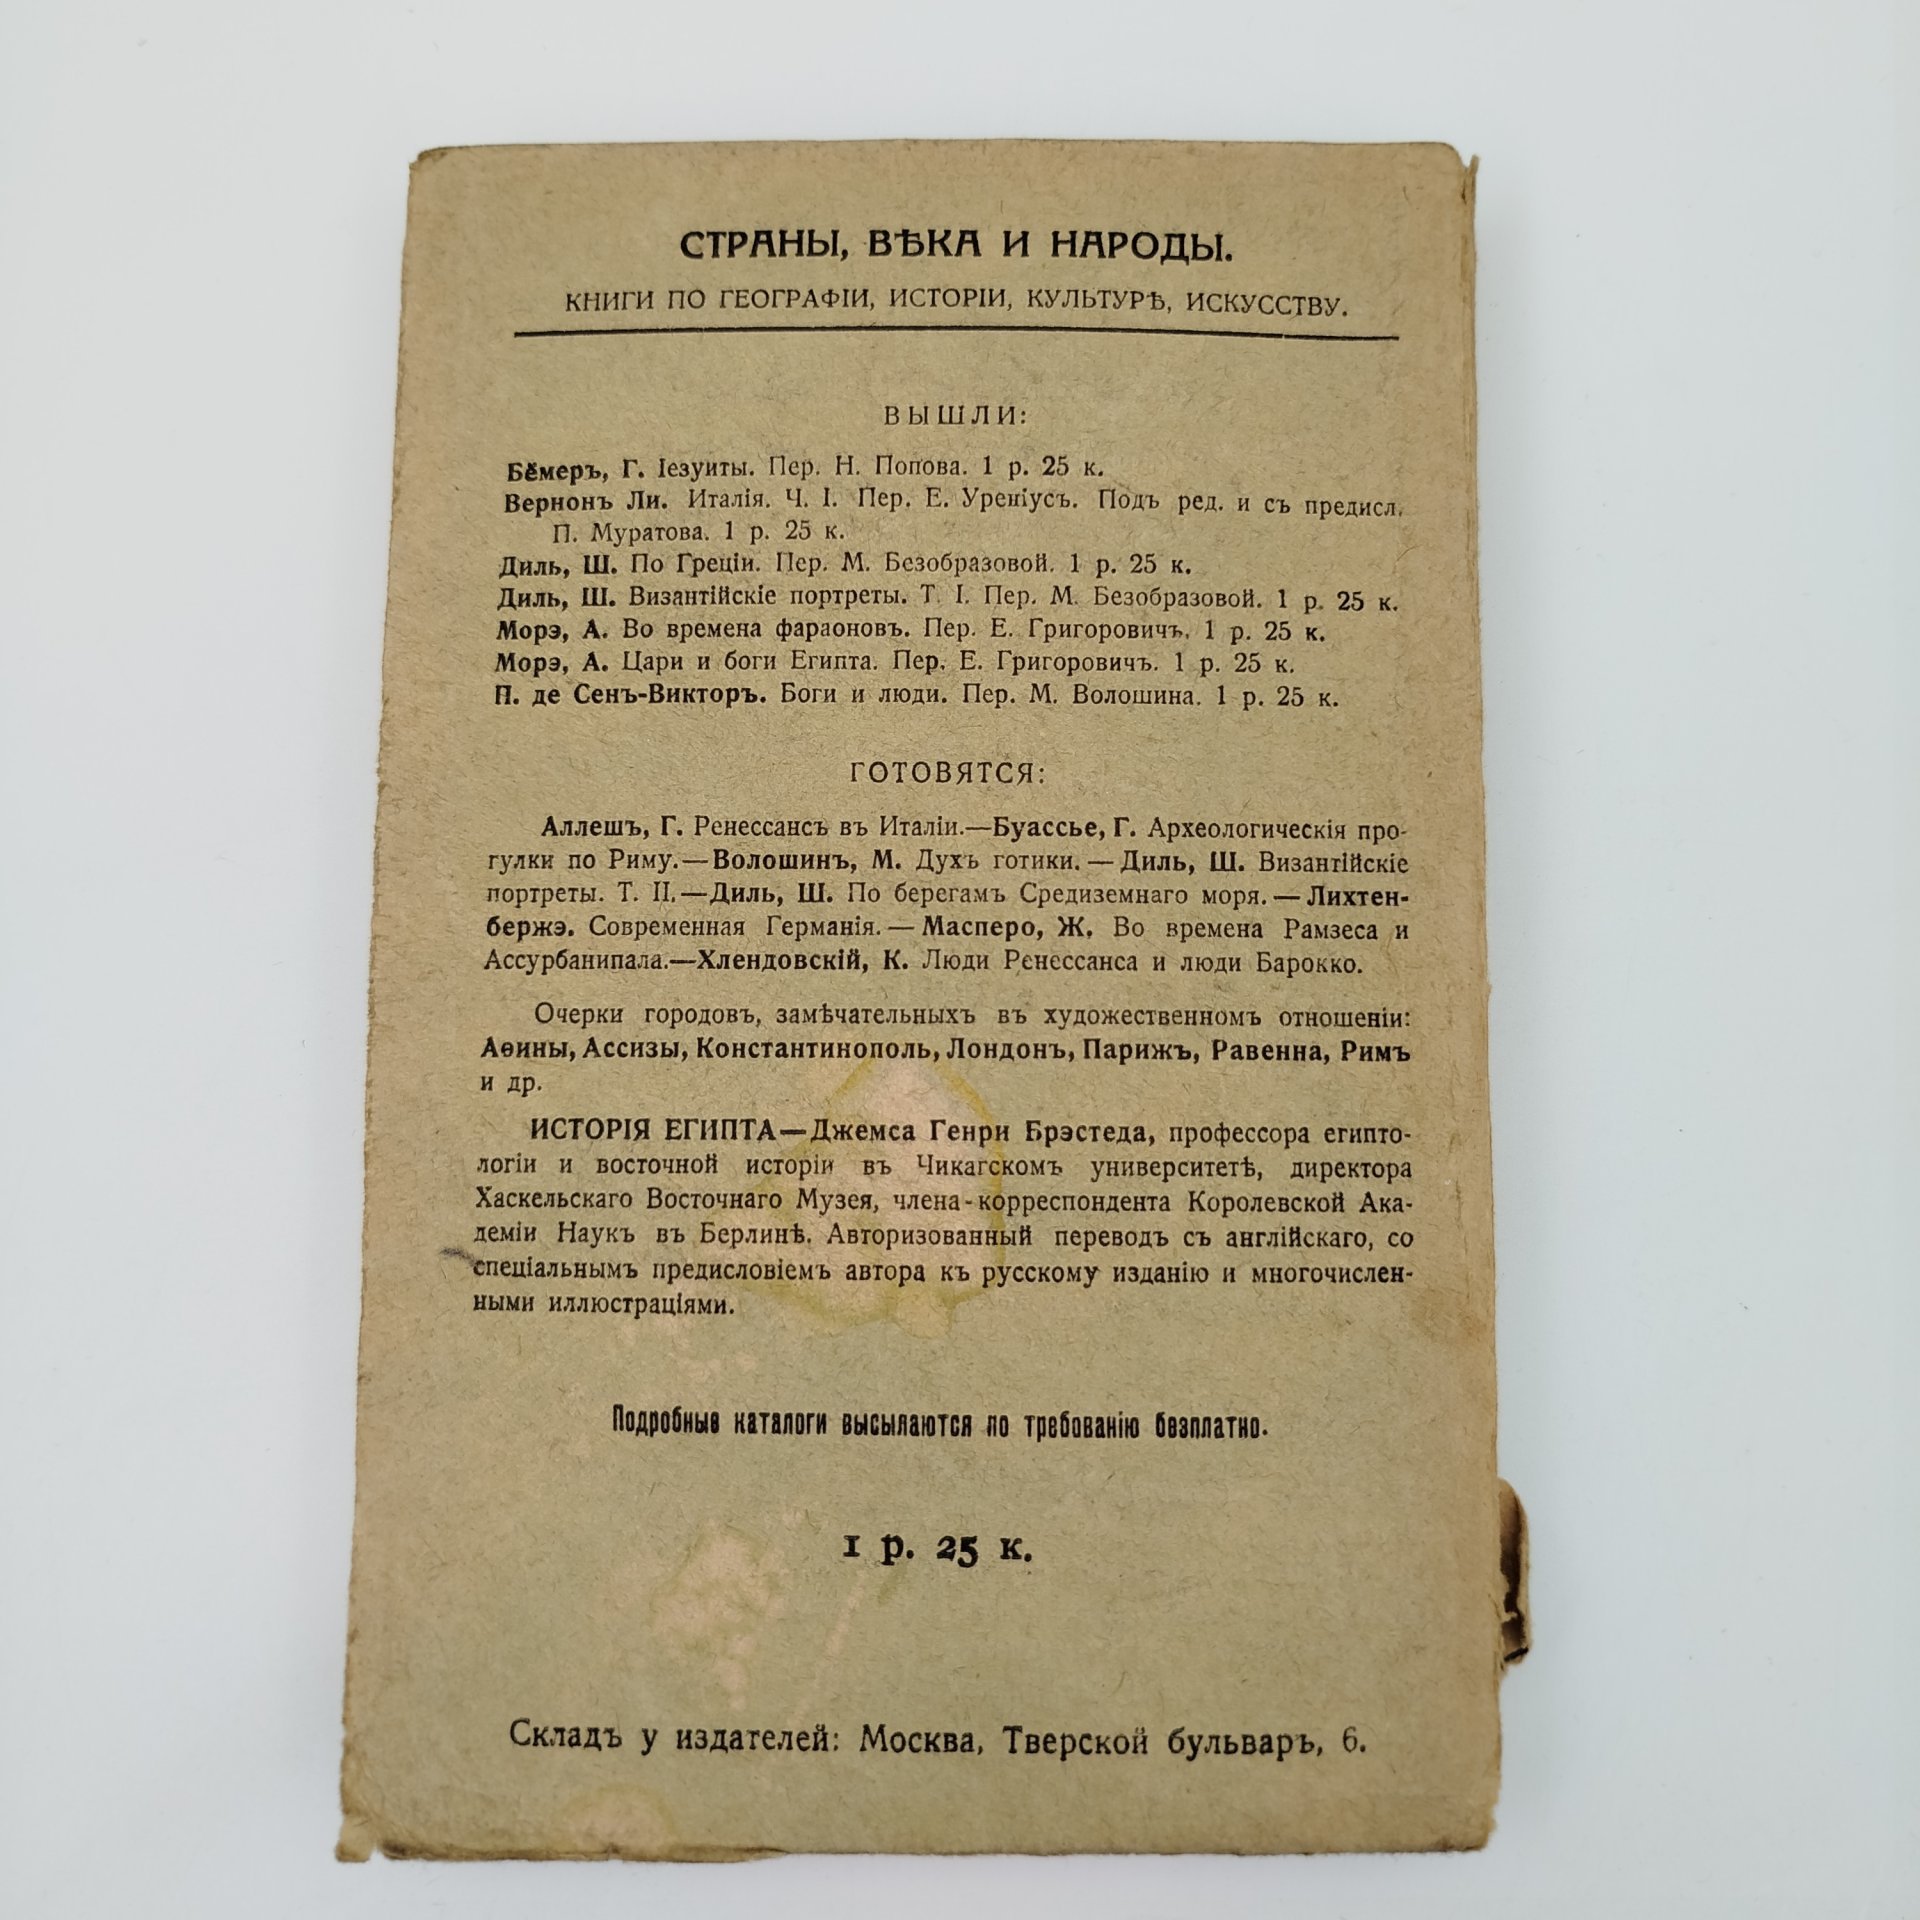 СТРАНЫ, ВѢКА И НАРОДЫ.
КНИГИ ПО ГЕОГРАФІИ, ИСТОРІИ, КУЛЬТУРѢ, ИСКУССТВУ.
ВЫШЛИ:
Бёмеръ, Г. Іезуиты. Пер. Н. Попова. 1 р. 25 к.
Вернонъ Ли. Италія. Ч. I. Пер. Е. Уреніусъ. Подъ ред. и съ предисл.
П. Муратова. 1 р. 25 к.
Диль, Ш. По Греціи. Пер. М. Безобразовой. 1 р. 25 к.
Диль, Ш. Византійскіе портреты. Т. I. Пер. М. Безобразовой. 1 р. 25 к.
Морэ, А. Во времена фараоновъ. Пер. Е. Григоровичъ. 1 р. 25 к.
Морэ, А. Цари и боги Египта. Пер. Е. Григоровичъ. 1 р. 25 к.
П. де Сенъ-Викторъ. Боги и люди. Пер. М. Волошина. 1 р. 25 к.
ГОТОВЯТСЯ:
Аллешъ, Г. Ренессансъ въ Италіи.—Буассье, Г. Археологическія про-
гулки по Риму.—Волошинъ, М. Духъ готики.—Диль, Ш. Византійскіе
портреты. Т. II.—Диль, Ш. По берегамъ Средиземнаго моря.—Лихтен-
бержэ. Современная Германія.—Масперо, Ж. Во времена Рамзеса и
Ассурбанипала.—Хлендовскій, К. Люди Ренессанса и люди Барокко.
Очерки городовъ, замѣчательныхъ въ художественномъ отношеніи:
Аѳины, Ассизы, Константинополь, Лондонъ, Парижъ, Равенна, Римъ
и др.
ИСТОРІЯ ЕГИПТА—Джемса Генри Брэстеда, профессора египто-
логіи и восточной исторіи въ Чикагскомъ университетѣ, директора
Хаскельскаго Восточнаго Музея, члена-корреспондента Королевской Ака-
деміи Наукъ въ Берлинѣ. Авторизованный переводъ съ англійскаго, со
спеціальнымъ предисловіемъ автора къ русскому изданію и многочислен-
ными иллюстраціями.
Подробные каталоги высылаются по требованію безплатно.
1 р. 25 к.
Складъ у издателей: Москва, Тверской бульваръ, 6.